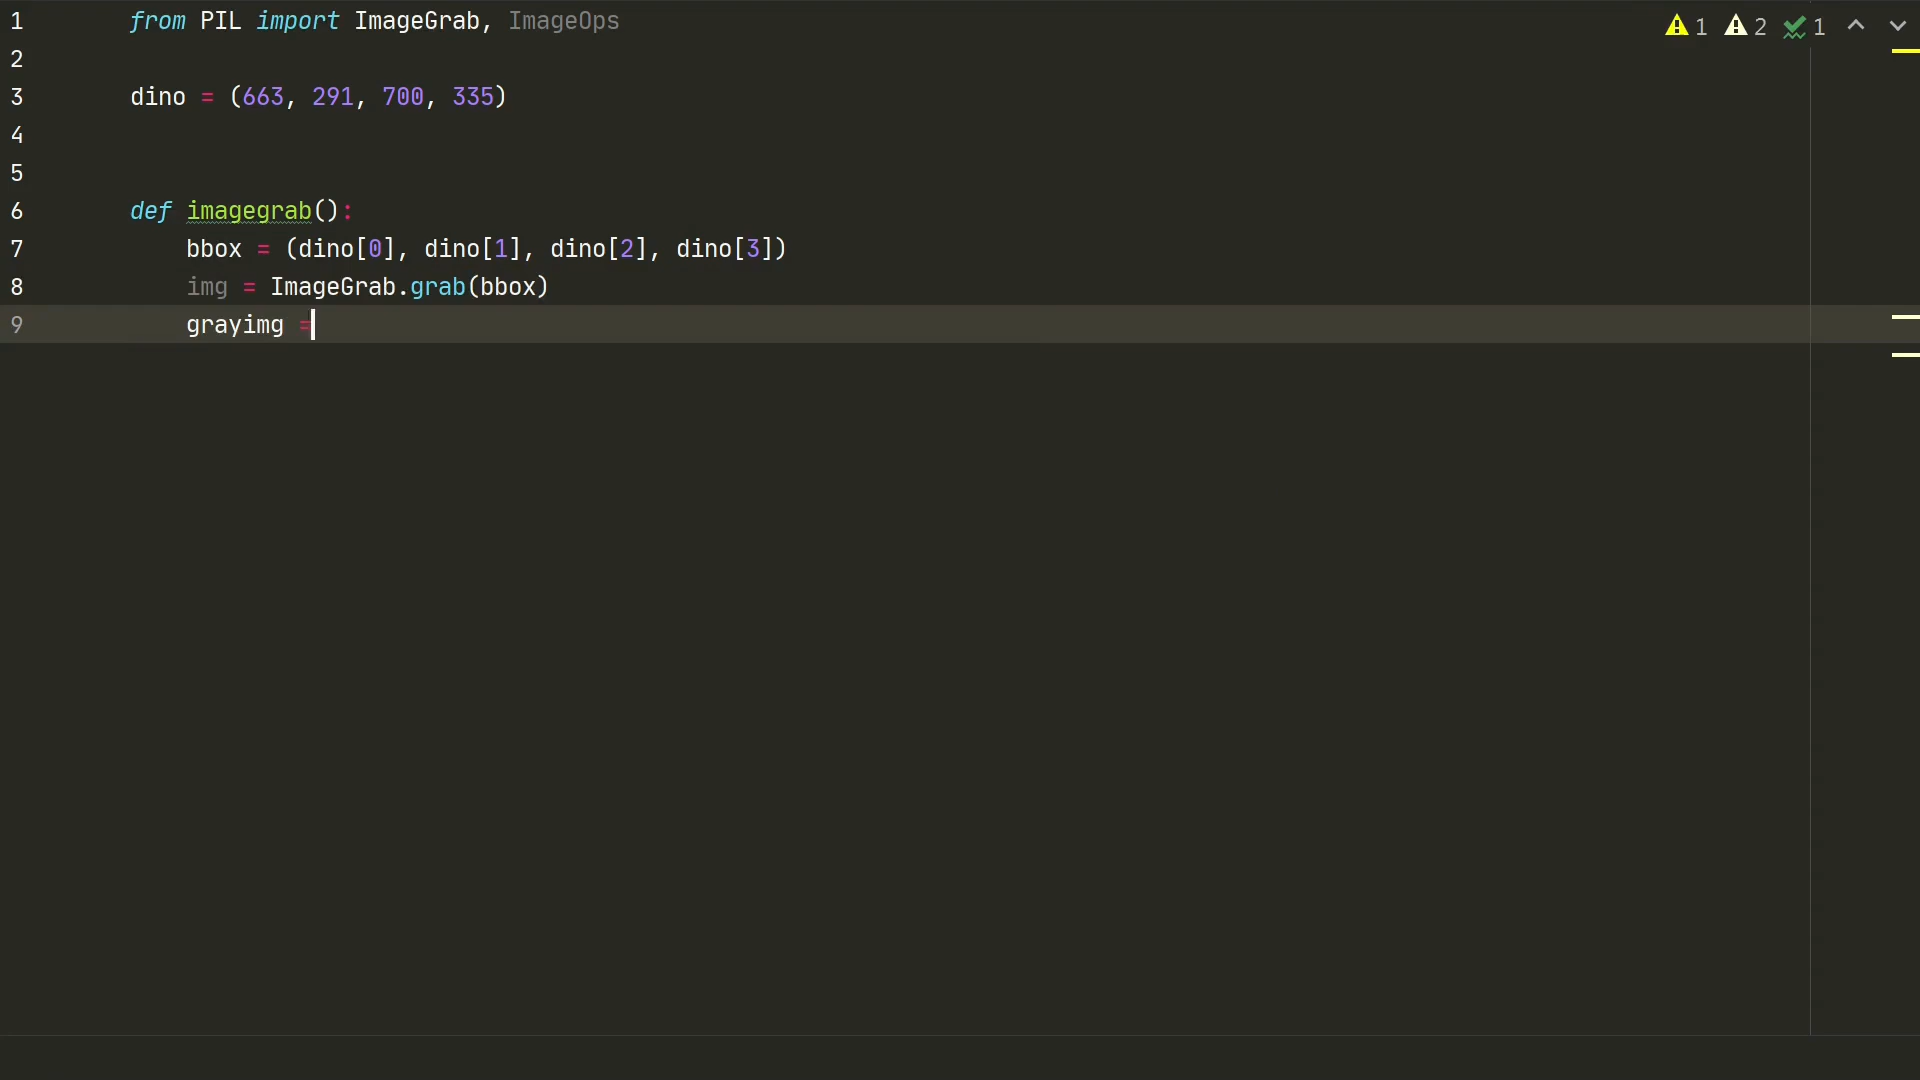 1 from PIL import ImageGrab, ImageOps
1 2 1
2
3 dino = (663, 291, 700, 335)
4
5
6 def imagegrab():
7 bbox = (dino[0], dino[1], dino[2], dino[3])
8 img = ImageGrab.grab(bbox)
9 grayimg =